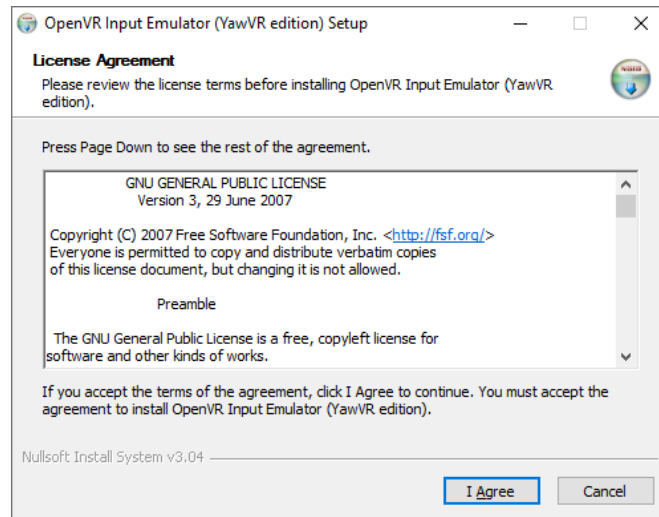 OpenVR Input Emulator (YawVR edition) Setup
License Agreement
Please review the license terms before installing OpenVR Input Emulator (YawVR
edition).
Press Page Down to see the rest of the agreement.
GNU GENERAL PUBLIC LICENSE
Version 3, 29 June 2007
Copyright (C) 2007 Free Software Foundation, Inc. <http://fsf.org/>
Everyone is permitted to copy and distribute verbatim copies
of this license document, but changing it is not allowed.
Preamble
The GNU General Public License is a free, copyleft license for
software and other kinds of works.
If you accept the terms of the agreement, click I Agree to continue. You must accept the
agreement to install OpenVR Input Emulator (YawVR edition).
Nullsoft Install System v3.04
I Agree
Cancel